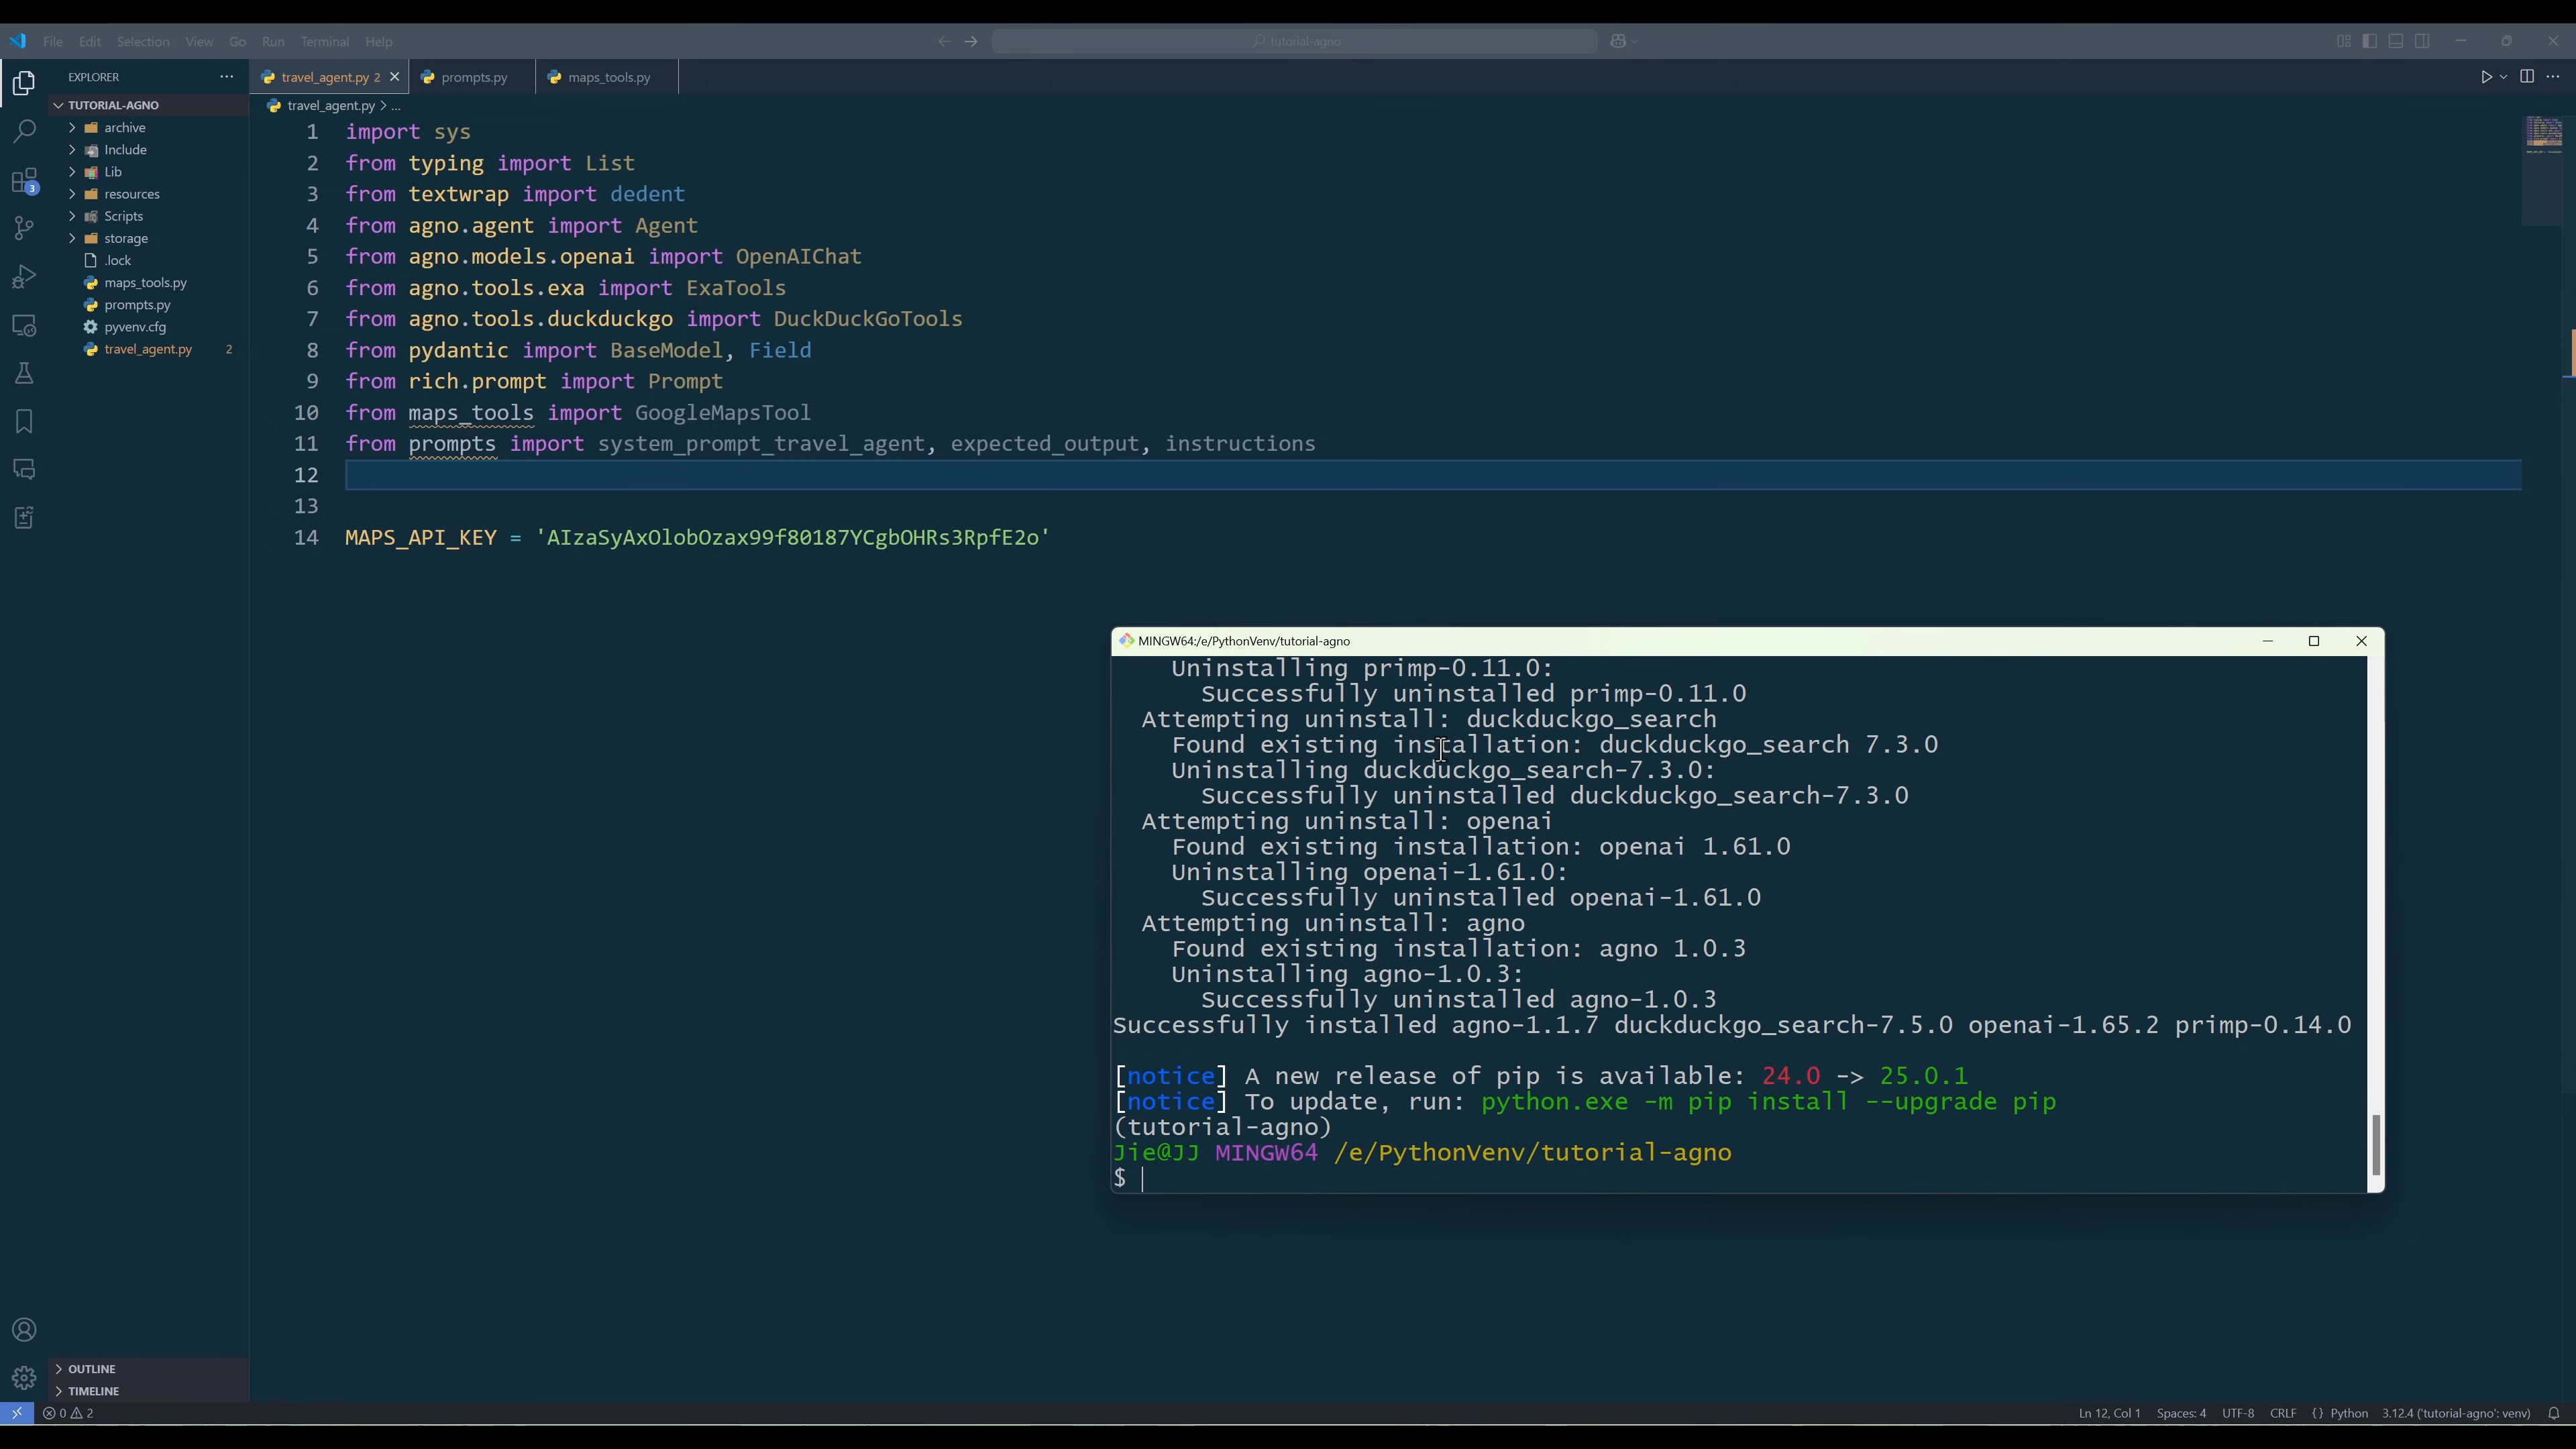 File Edit Selection View Go Run Terminal Help
tutorial-agno
EXPLORER
TUTORIAL-AGNO
archive
Include
Lib
resources
Scripts
storage
.lock
maps_tools.py
prompts.py
pyvenv.cfg
travel_agent.py 2
3
OUTLINE
TIMELINE
travel_agent.py 2 prompts.py maps_tools.py
travel_agent.py > ...
1 import sys
2 from typing import List
3 from textwrap import dedent
4 from agno.agent import Agent
5 from agno.models.openai import OpenAIChat
6 from agno.tools.exa import ExaTools
7 from agno.tools.duckduckgo import DuckDuckGoTools
8 from pydantic import BaseModel, Field
9 from rich.prompt import Prompt
10 from maps_tools import GoogleMapsTool
11 from prompts import system_prompt_travel_agent, expected_output, instructions
12
13
14 MAPS_API_KEY = 'AIzaSyAxOlobOzax99f80187YCgbOHRs3RpfE2o'
MINGW64:/e/PythonVenv/tutorial-agno
Uninstalling primp-0.11.0:
Successfully uninstalled primp-0.11.0
Attempting uninstall: duckduckgo_search
Found existing installation: duckduckgo_search 7.3.0
Uninstalling duckduckgo_search-7.3.0:
Successfully uninstalled duckduckgo_search-7.3.0
Attempting uninstall: openai
Found existing installation: openai 1.61.0
Uninstalling openai-1.61.0:
Successfully uninstalled openai-1.61.0
Attempting uninstall: agno
Found existing installation: agno 1.0.3
Uninstalling agno-1.0.3:
Successfully uninstalled agno-1.0.3
Successfully installed agno-1.1.7 duckduckgo_search-7.5.0 openai-1.65.2 primp-0.14.0
[notice] A new release of pip is available: 24.0 -> 25.0.1
[notice] To update, run: python.exe -m pip install --upgrade pip
(tutorial-agno)
Jie@JJ MINGW64 /e/PythonVenv/tutorial-agno
$
0 2
Ln 12, Col 1 Spaces: 4 UTF-8 CRLF {} Python 3.12.4 ('tutorial-agno': venv)